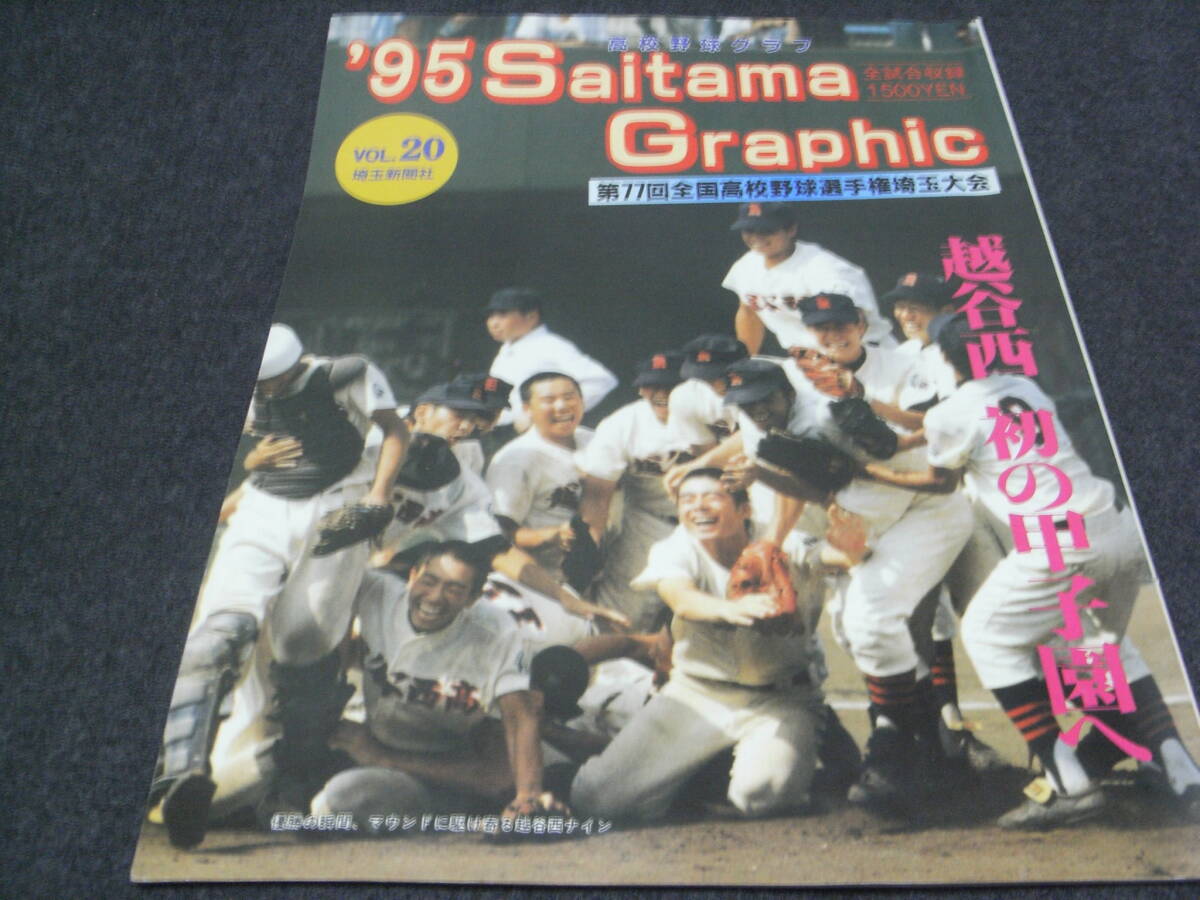 高校野球グラフ
'95 Saitama
Graphic
全試合収録
1500YEN
VOL. 20
埼玉新聞社
第77回全国高校野球選手権埼玉大会
越谷西 初の甲子園へ
優勝の瞬間、マウンドに駆け寄る越谷西ナイン